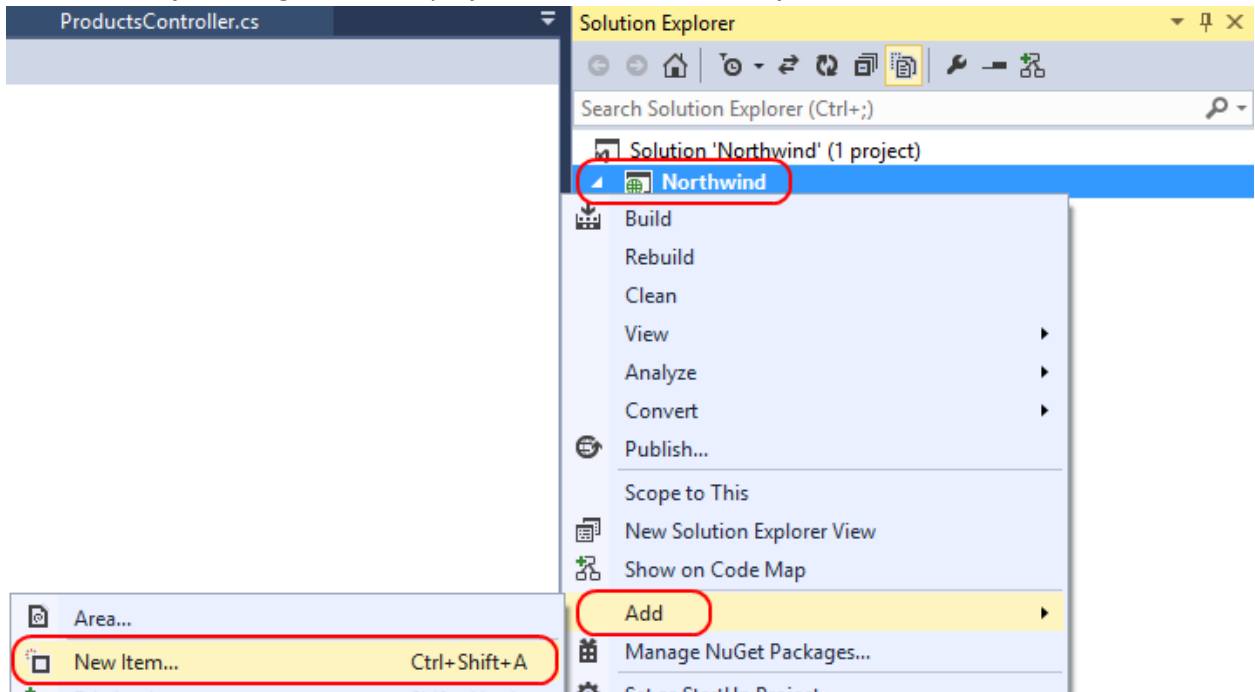 ProductsController.cs
Solution Explorer
Search Solution Explorer (Ctrl+;)
Solution 'Northwind' (1 project)
Northwind
Build
Rebuild
Clean
View
Analyze
Convert
Publish...
Scope to This
New Solution Explorer View
Show on Code Map
Add
Manage NuGet Packages...
Area...
New Item... Ctrl+Shift+A